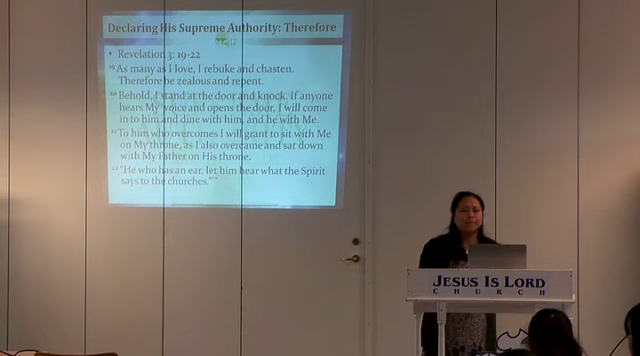 Declaring His Supreme Authority: Therefore
• Revelation 3: 19-22
19 As many as I love, I rebuke and chasten.
Therefore be zealous and repent.
20 Behold, I stand at the door and knock. If anyone
hears My voice and opens the door, I will come
in to him and dine with him, and he with Me.
21 To him who overcomes I will grant to sit with Me
on My throne, as I also overcame and sat down
with My Father on His throne.
22 “He who has an ear, let him hear what the Spirit
says to the churches.”’”
JESUS IS LORD
CHURCH